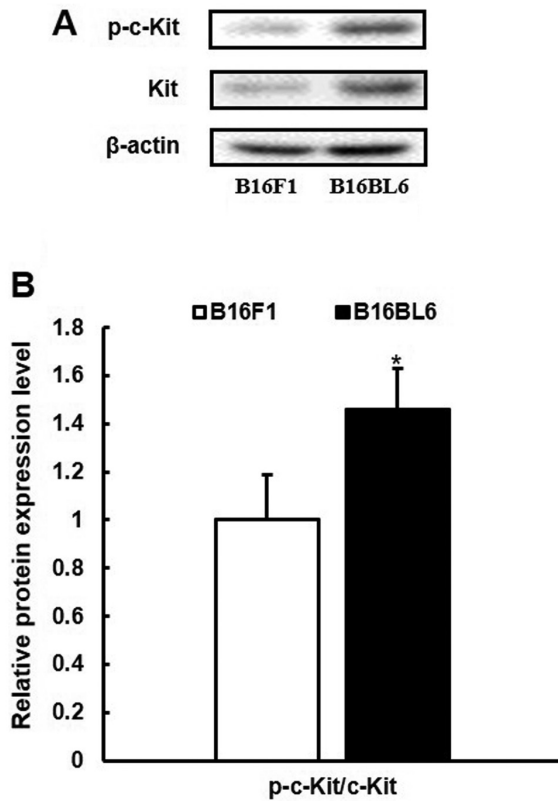 A
p-c-Kit
Kit
β-actin
B16F1 B16BL6
B
B16F1 B16BL6
Relative protein expression level
1.8
1.6
*
1.4
1.2
1
0.8
0.6
0.4
0.2
0
p-c-Kit/c-Kit